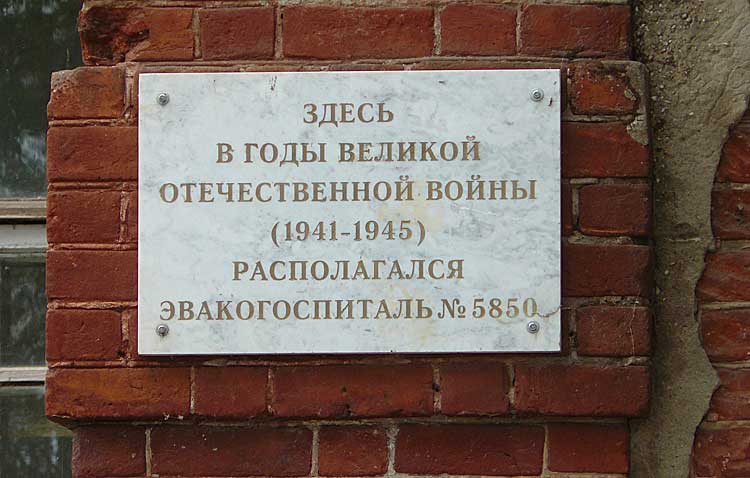 ЗДЕСЬ
В ГОДЫ ВЕЛИКОЙ
ОТЕЧЕСТВЕННОЙ ВОЙНЫ
(1941-1945)
РАСПОЛАГАЛСЯ
ЭВАКОГОСПИТАЛЬ № 5850